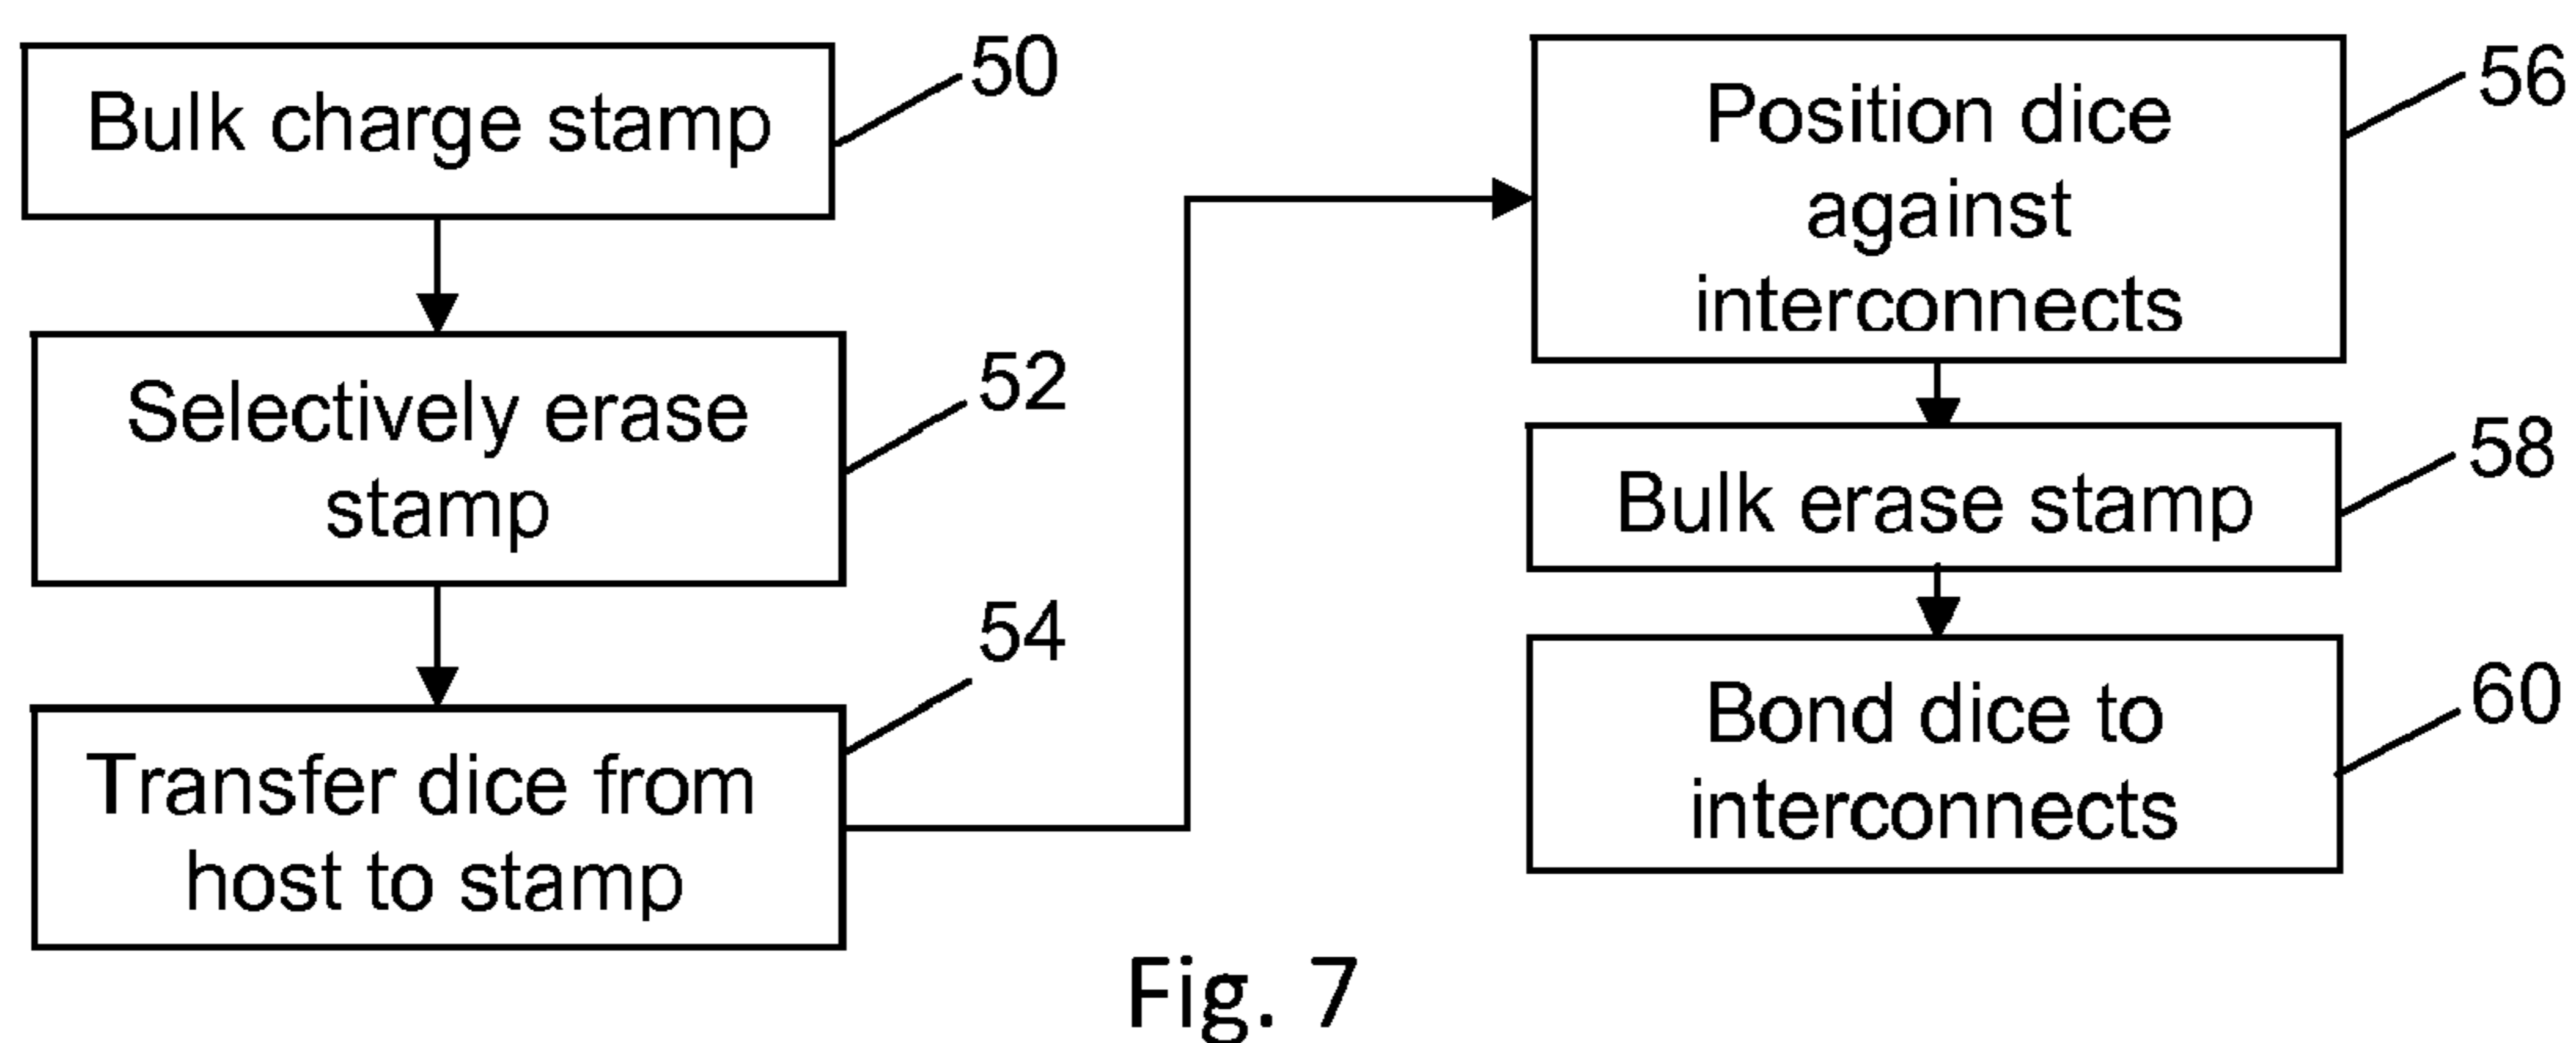 Bulk charge stamp
50
Selectively erase
stamp
52
Transfer dice from
host to stamp
54
Position dice
against
interconnects
56
Bulk erase stamp
58
Bond dice to
interconnects
60
Fig. 7